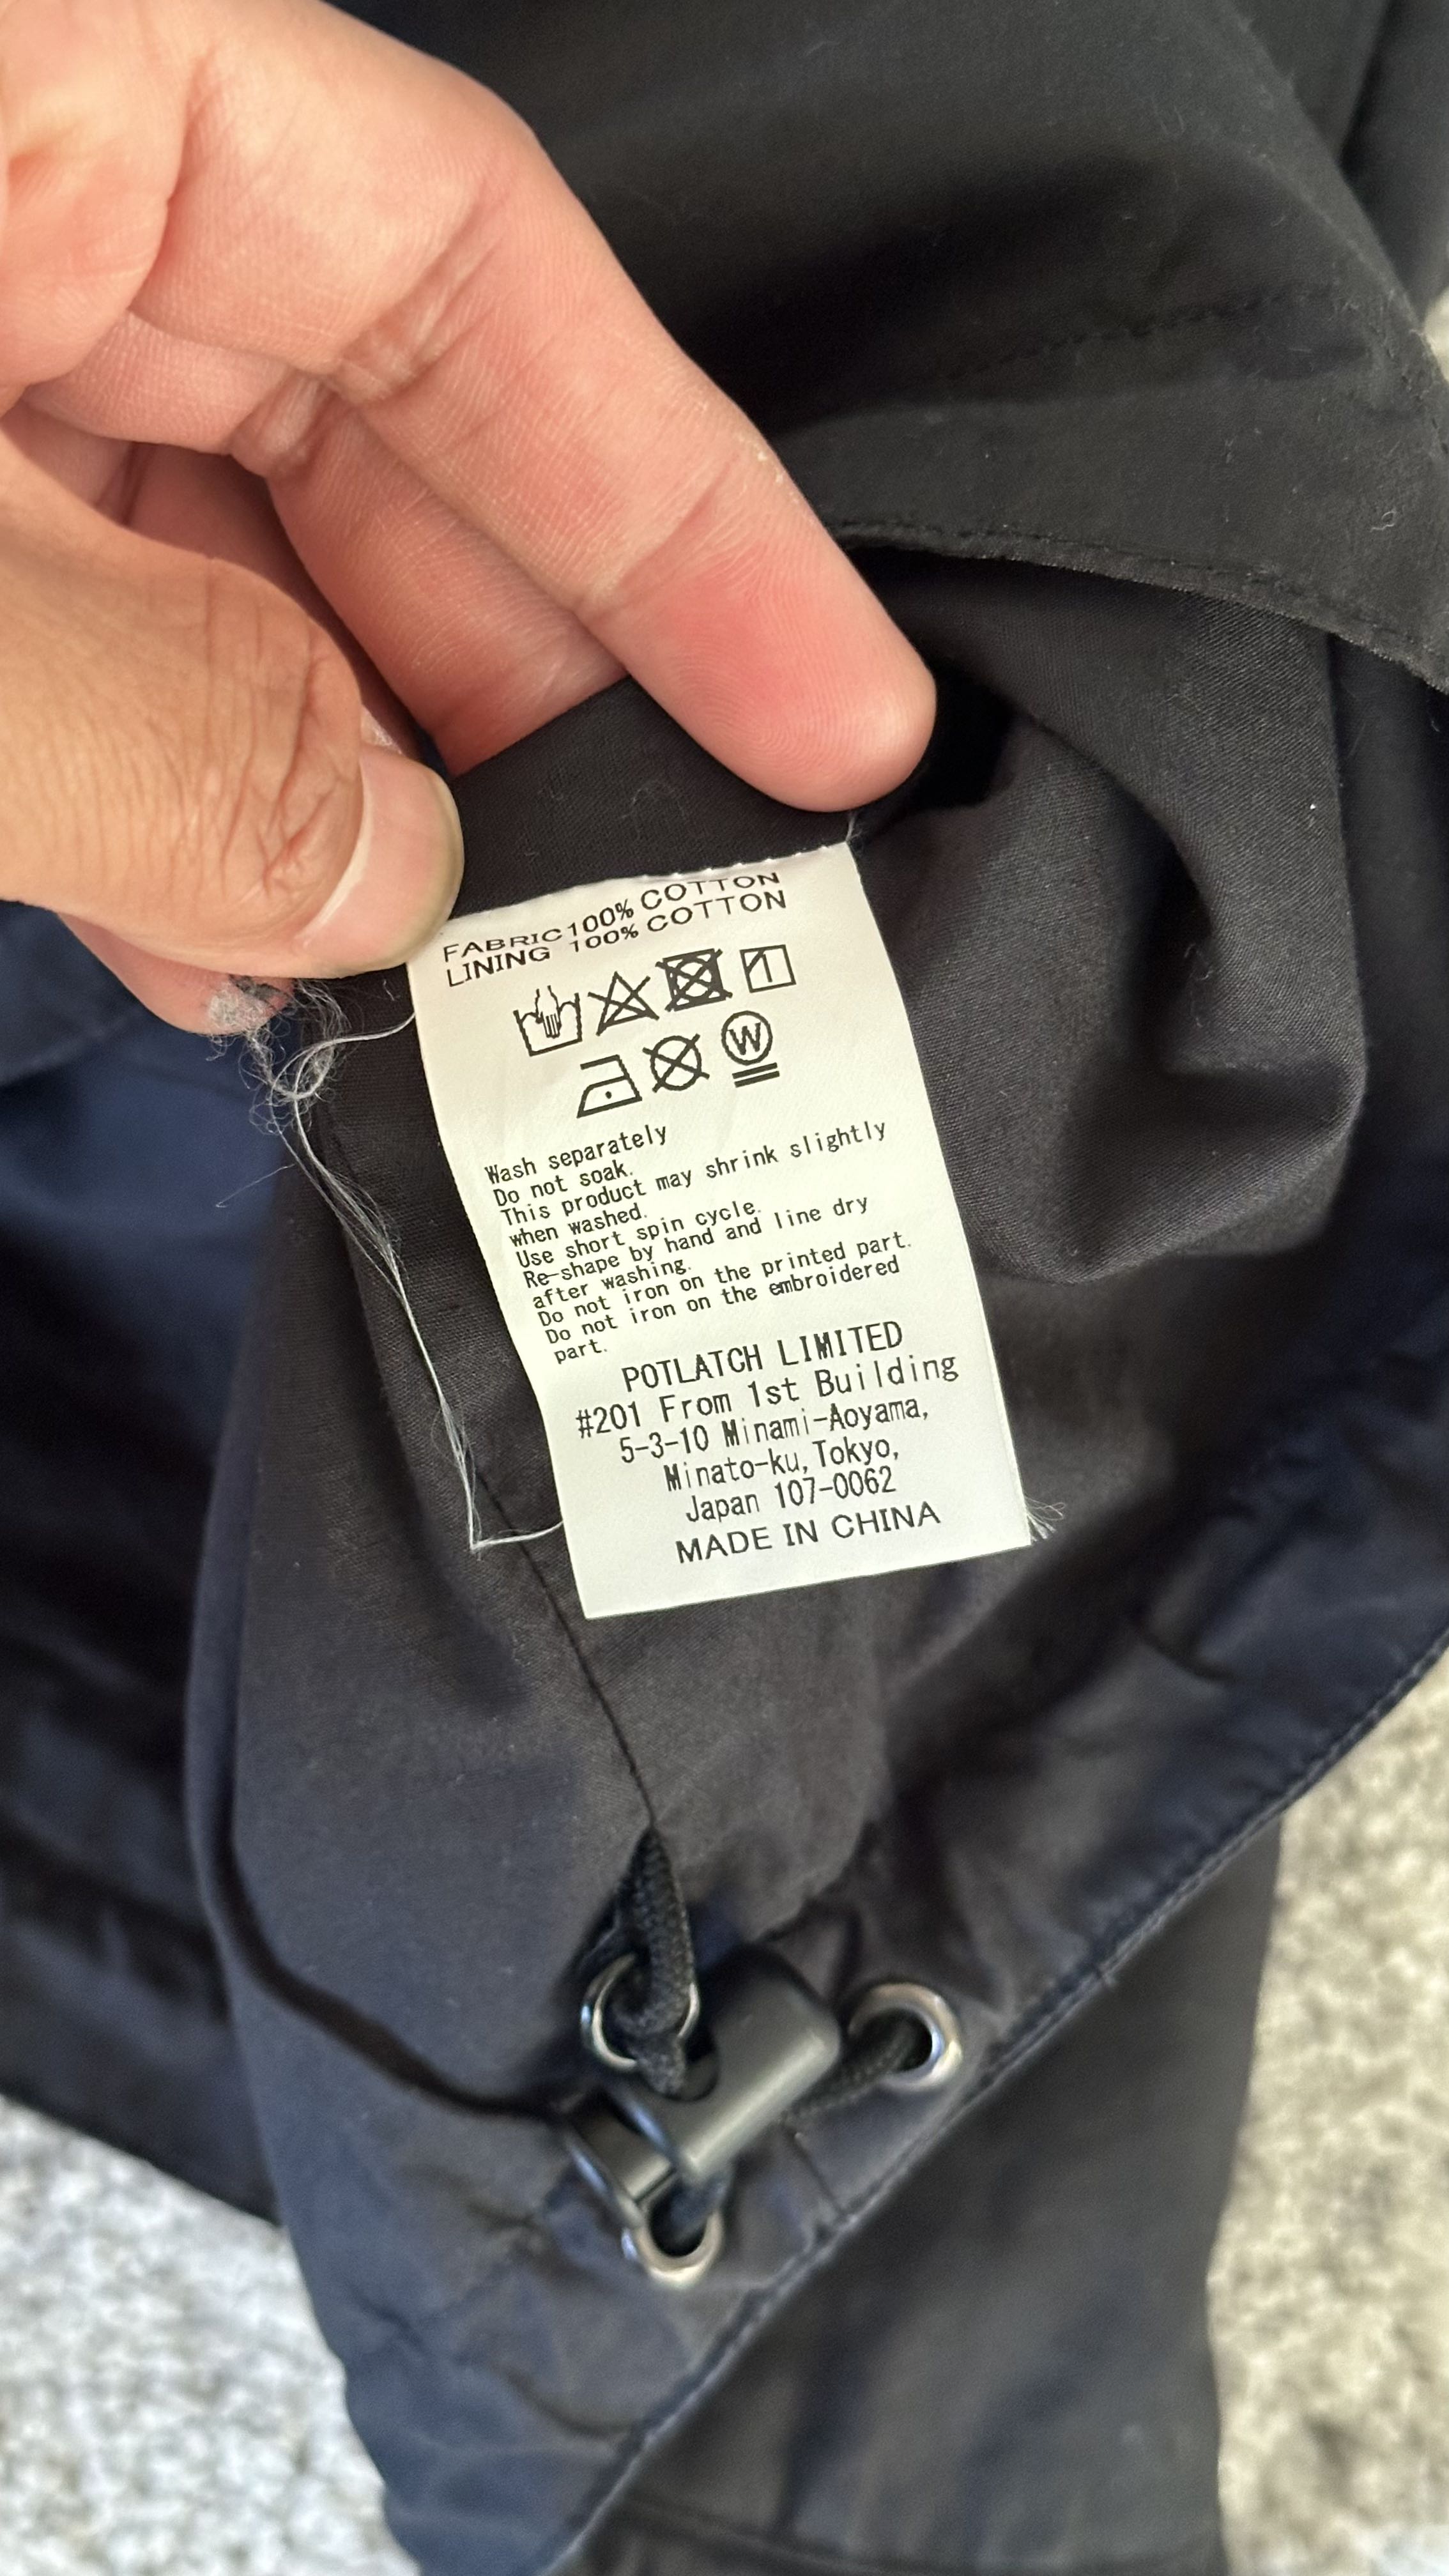 FABRIC100% COTTON
LINING 100% COTTON
W
Wash separately
Do not soak.
This product may shrink slightly
when washed.
Use short spin cycle.
Re-shape by hand and line dry
after washing.
Do not iron on the printed part.
Do not iron on the embroidered
part.
POTLATCH LIMITED
#201 From 1st Building
5-3-10 Minami-Aoyama,
Minato-ku,Tokyo,
Japan 107-0062
MADE IN CHINA